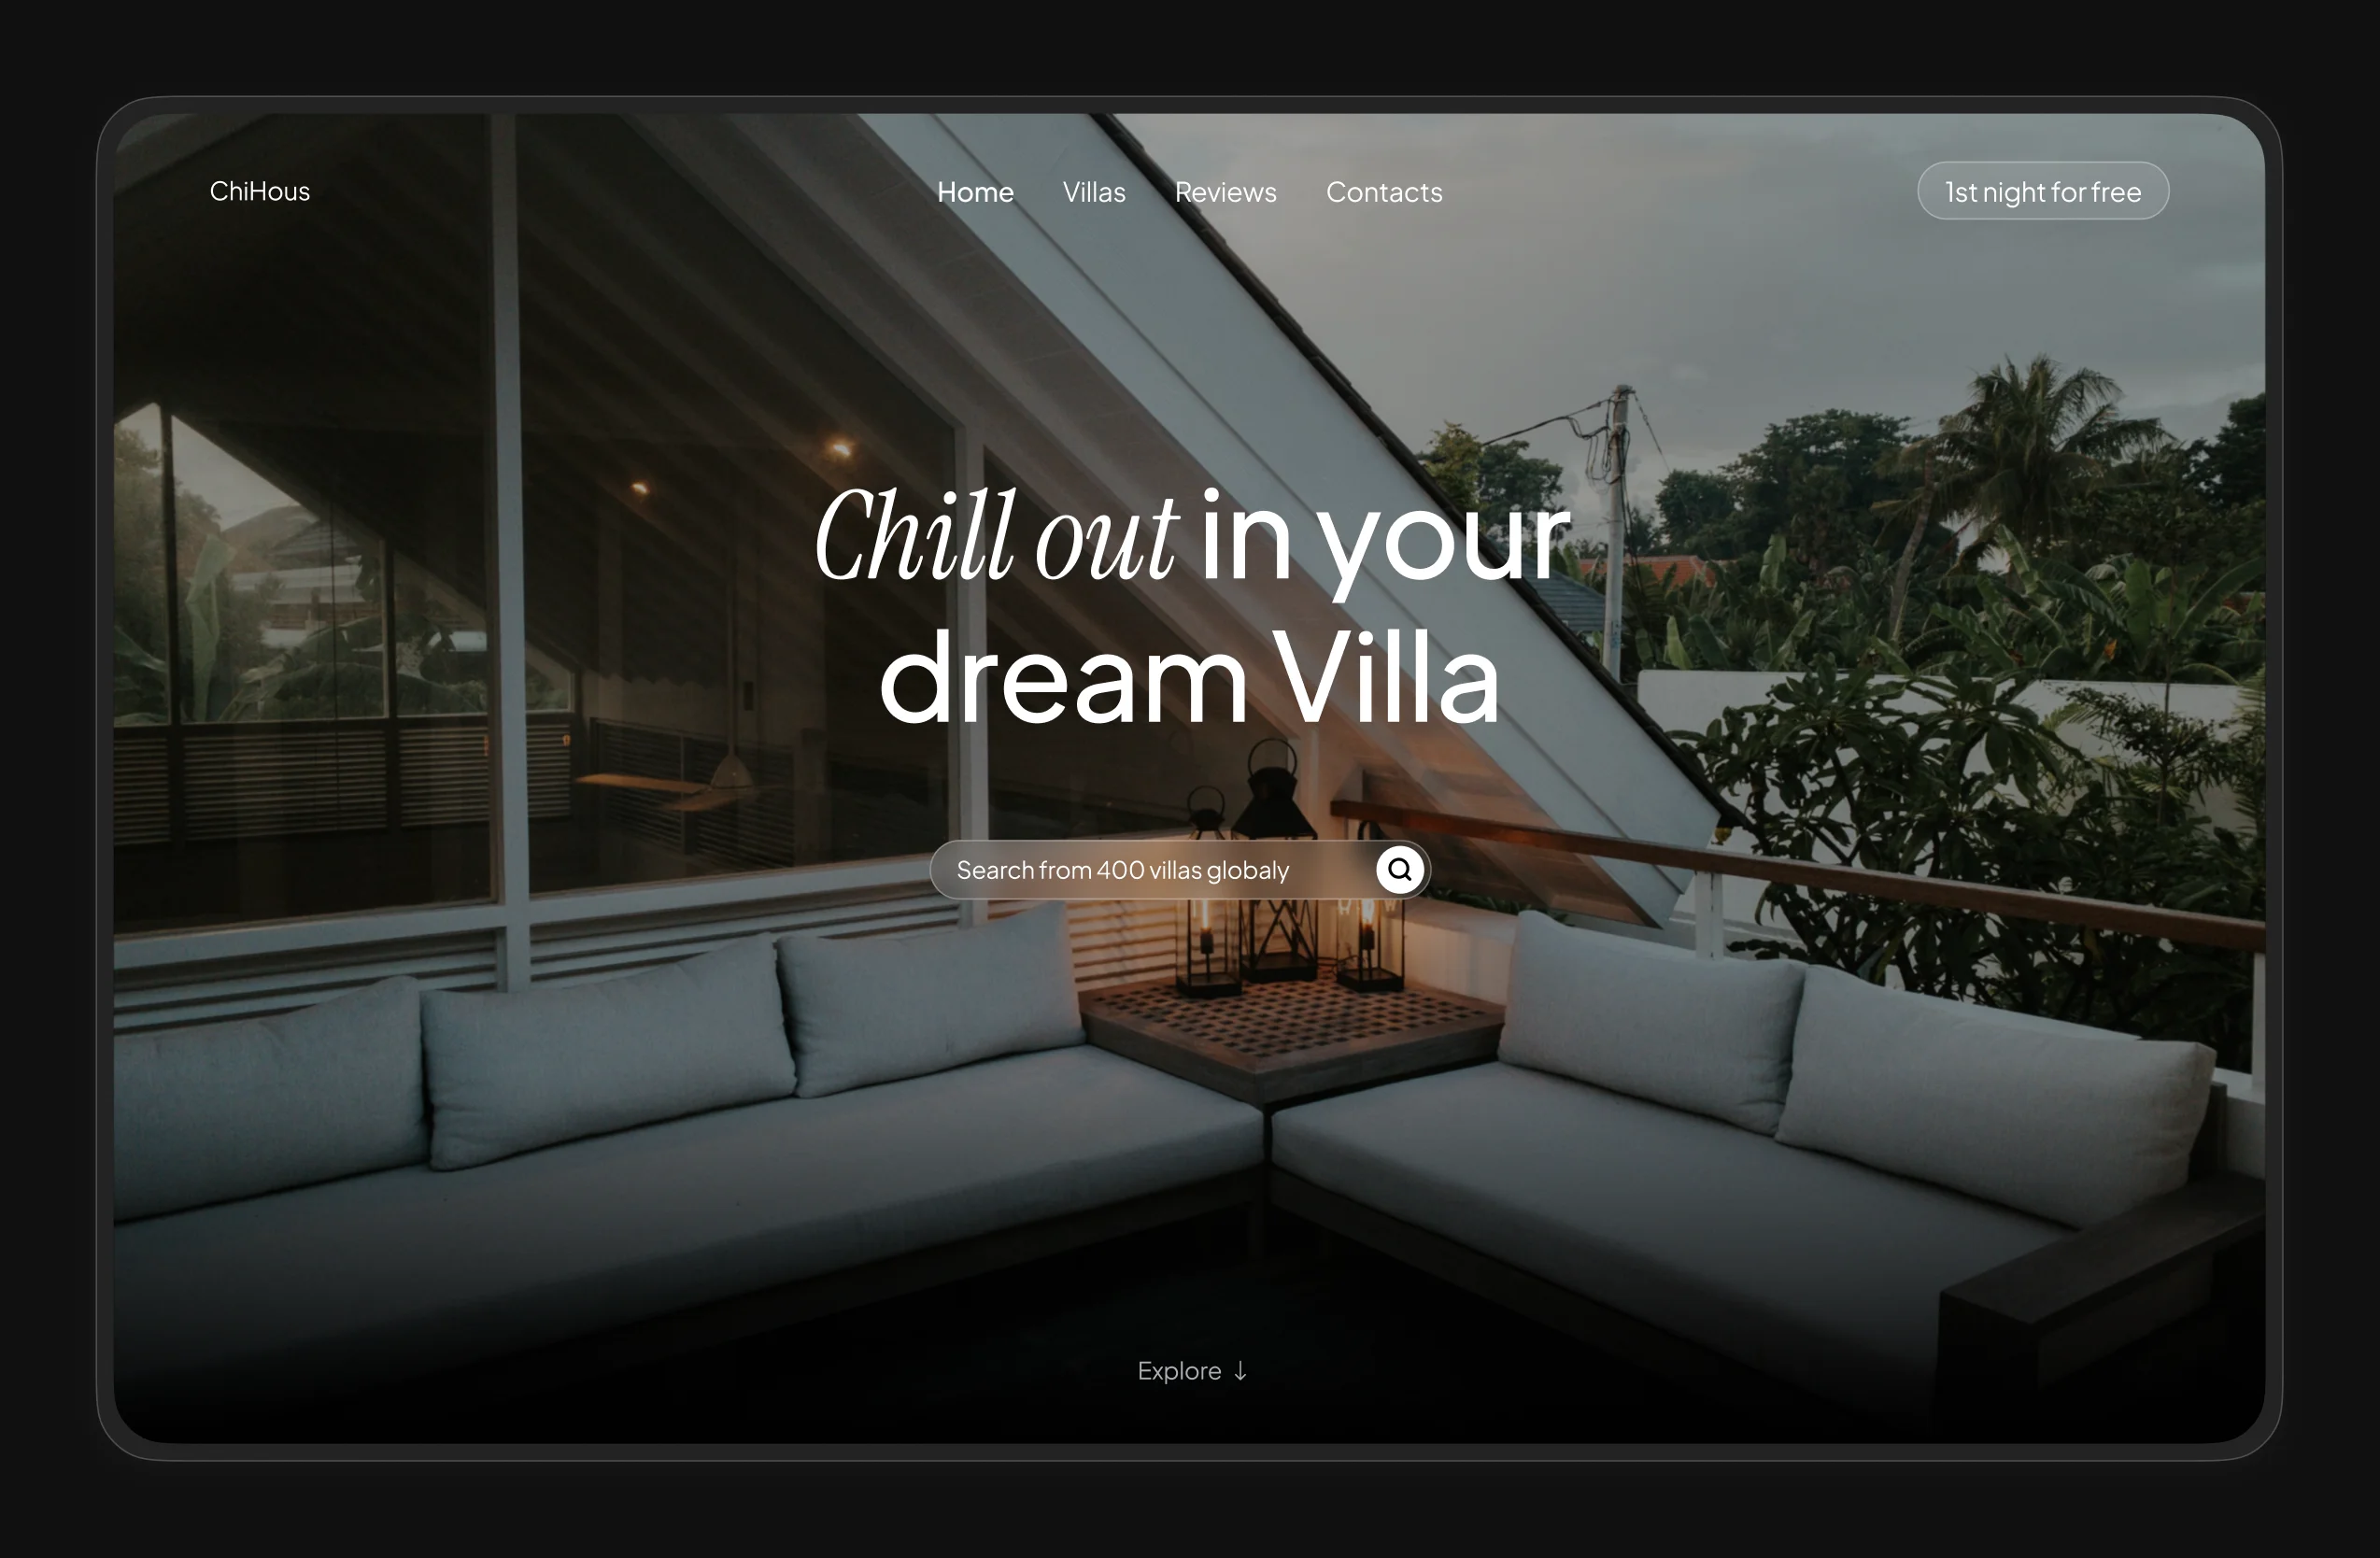 ChiHous
Home Villas Reviews Contacts
1st night for free
Chill out in your
dream Villa
Search from 400 villas globaly
Explore ↓